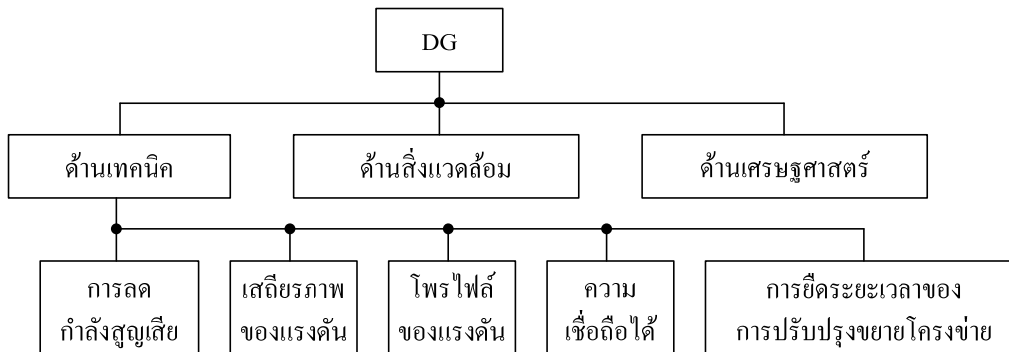 DG
ด้านเทคนิค
ด้านสิ่งแวดล้อม
ด้านเศรษฐศาสตร์
การลด
กำลังสูญเสีย
เสถียรภาพ
ของแรงดัน
โพรไฟล์
ของแรงดัน
ความ
เชื่อถือได้
การยืดระยะเวลาของ
การปรับปรุงขยายโครงข่าย